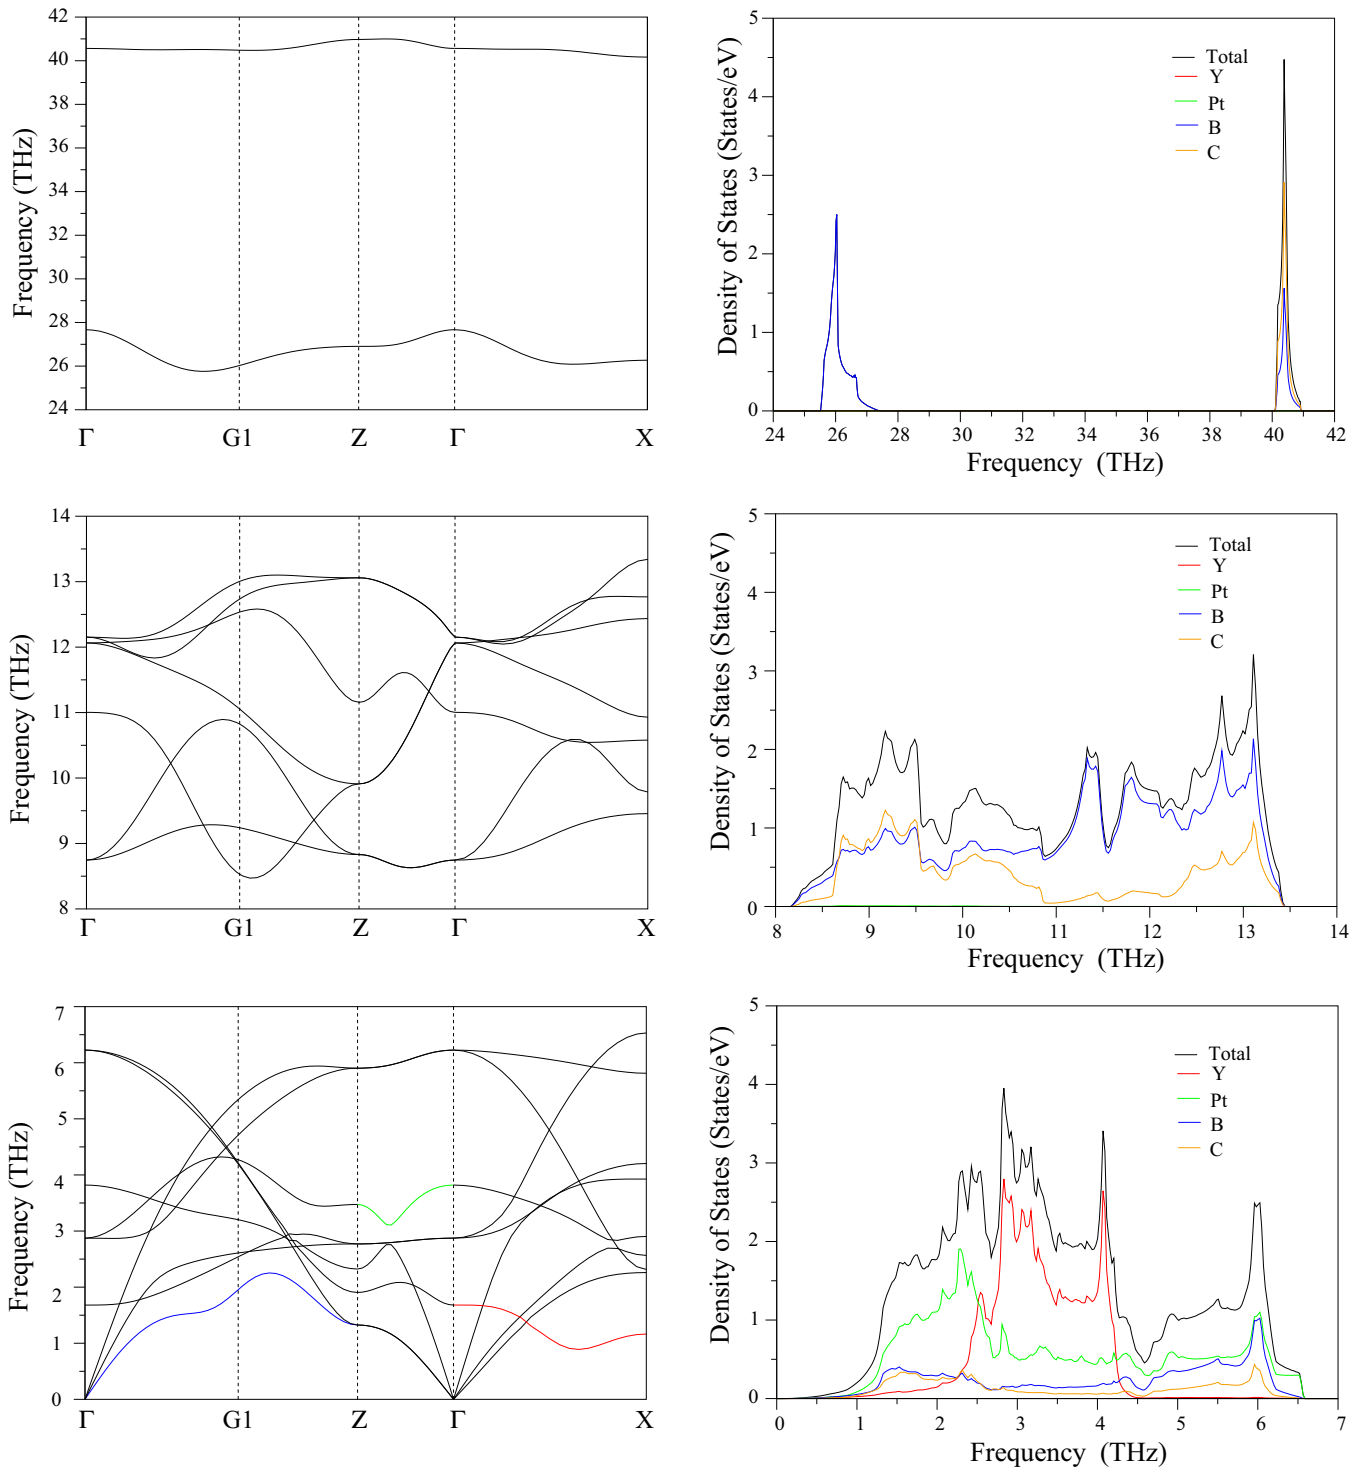 42
40
38
36
34
32
30
28
26
24
Frequency (THz)
Γ G1 Z Γ X
5
4
3
2
1
0
Density of States (States/eV)
Total
Y
Pt
B
C
24 26 28 30 32 34 36 38 40 42
Frequency (THz)
14
13
12
11
10
9
8
Frequency (THz)
Γ G1 Z Γ X
5
4
3
2
1
0
Density of States (States/eV)
Total
Y
Pt
B
C
8 9 10 11 12 13 14
Frequency (THz)
7
6
5
4
3
2
1
0
Frequency (THz)
Γ G1 Z Γ X
5
4
3
2
1
0
Density of States (States/eV)
Total
Y
Pt
B
C
0 1 2 3 4 5 6 7
Frequency (THz)